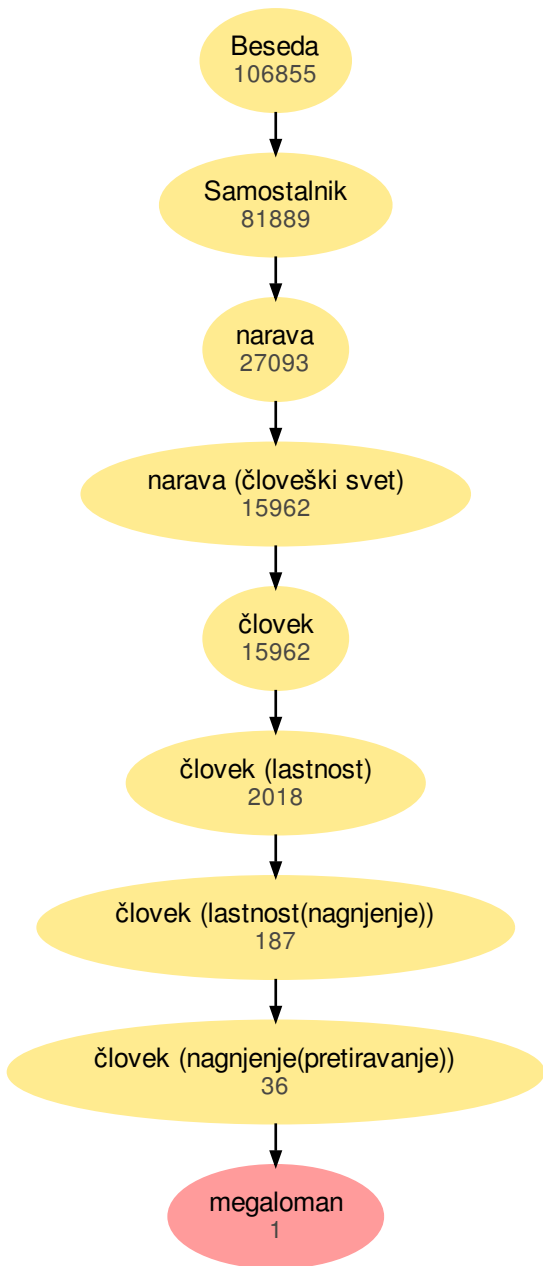 Beseda
106855
Samostalnik
81889
narava
27093
narava (človeški svet)
15962
človek
15962
človek (lastnost)
2018
človek (lastnost(nagnjenje))
187
človek (nagnjenje(pretiravanje))
36
megaloman
1